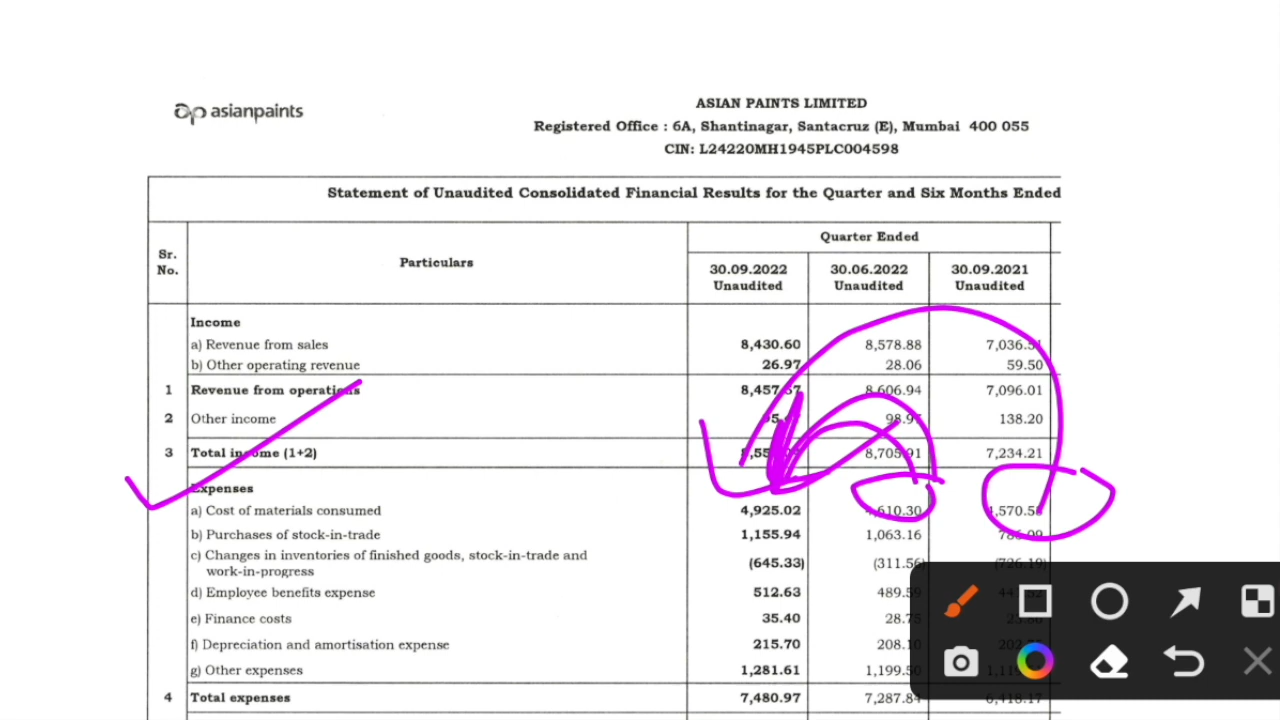 asianpaints
ASIAN PAINTS LIMITED
Registered Office : 6A, Shantinagar, Santacruz (E), Mumbai 400 055
CIN: L24220MH1945PLC004598
Statement of Unaudited Consolidated Financial Results for the Quarter and Six Months Ended
Sr. No. Particulars Quarter Ended
30.09.2022 Unaudited 30.06.2022 Unaudited 30.09.2021 Unaudited
Income
a) Revenue from sales 8,430.60 8,578.88
b) Other operating revenue 26.97 28.06 59.50
1 Revenue from operations 8,606.94 7,096.01
2 Other income 138.20
3 Total income (1+2) 7,234.21
Expenses
a) Cost of materials consumed 4,925.02
b) Purchases of stock-in-trade 1,155.94 1,063.16
c) Changes in inventories of finished goods, stock-in-trade and
work-in-progress (645.33) (311.56)
d) Employee benefits expense 512.63
e) Finance costs 35.40
f) Depreciation and amortisation expense 215.70
g) Other expenses 1,281.61
4 Total expenses 7,480.97